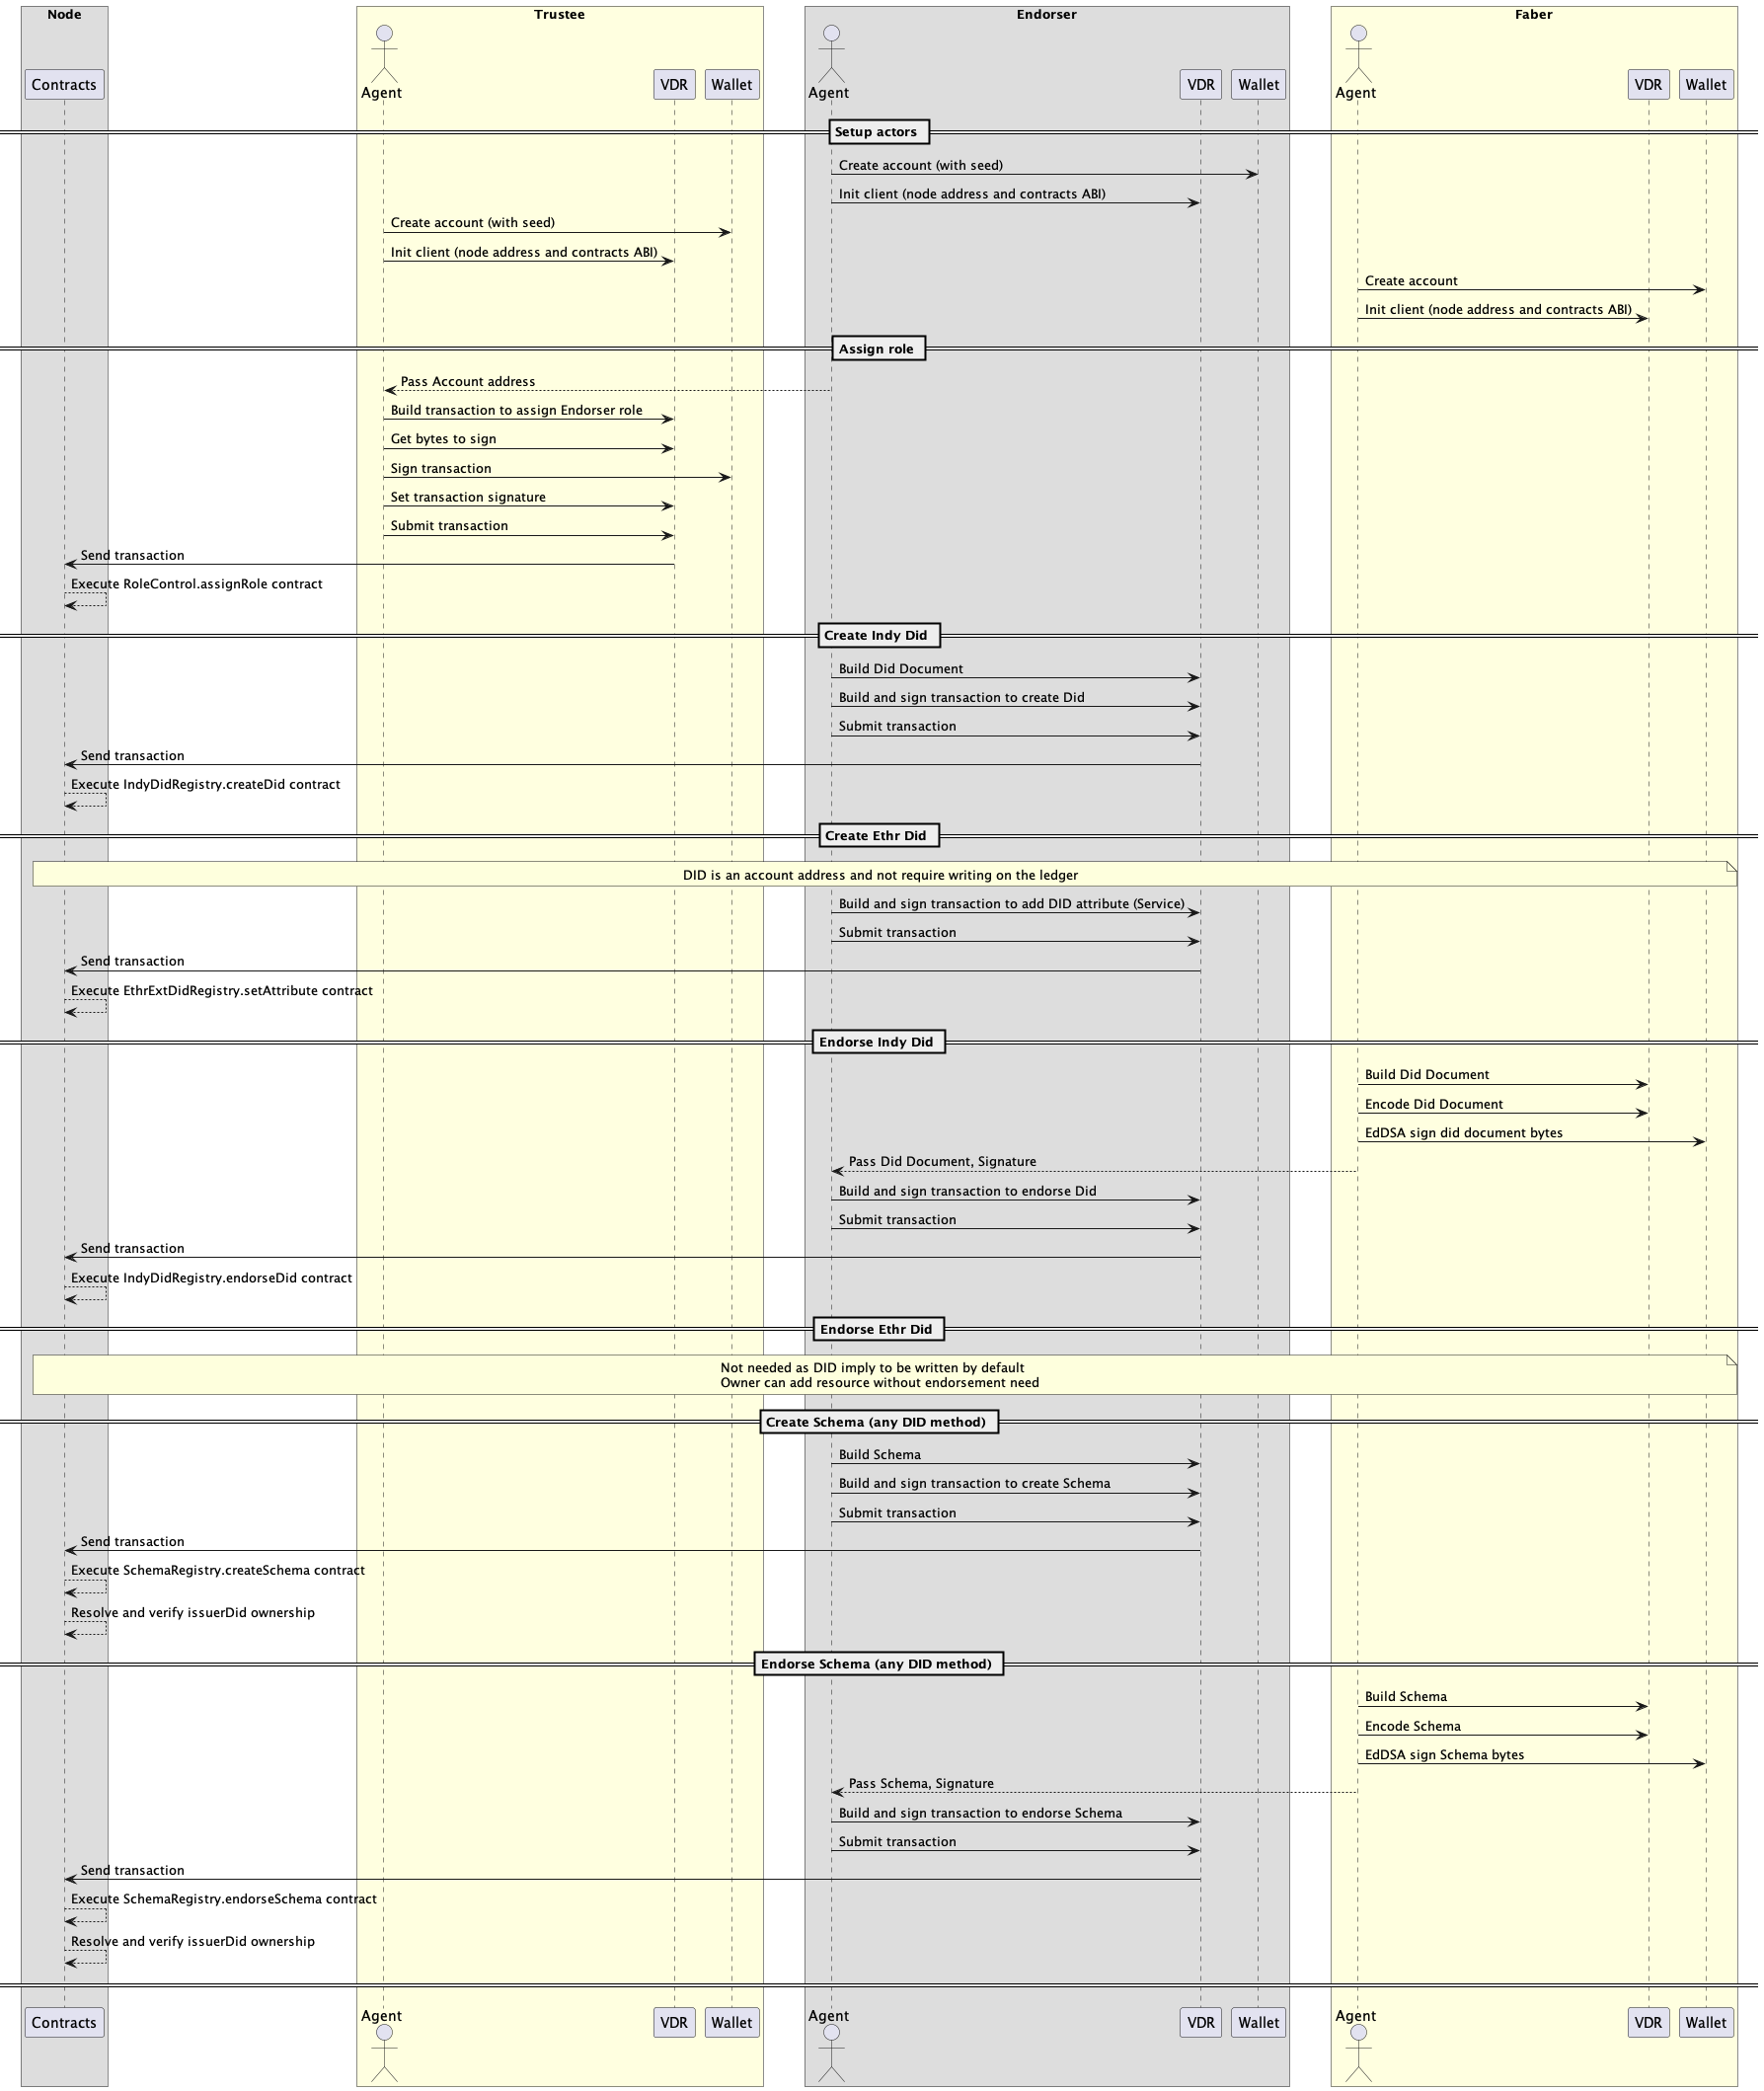 Node
Trustee
Endorser
Faber
Contracts
Agent
VDR
Wallet
Agent
VDR
Wallet
Agent
VDR
Wallet
Setup actors
Create account (with seed)
Init client (node address and contracts ABI)
Create account (with seed)
Init client (node address and contracts ABI)
Create account
Init client (node address and contracts ABI)
Assign role
Pass Account address
Build transaction to assign Endorser role
Get bytes to sign
Sign transaction
Set transaction signature
Submit transaction
Send transaction
Execute RoleControl.assignRole contract
Create Indy Did
Build Did Document
Build and sign transaction to create Did
Submit transaction
Send transaction
Execute IndyDidRegistry.createDid contract
Create Ethr Did
DID is an account address and not require writing on the ledger
Build and sign transaction to add DID attribute (Service)
Submit transaction
Send transaction
Execute EthrExtDidRegistry.setAttribute contract
Endorse Indy Did
Build Did Document
Encode Did Document
EdDSA sign did document bytes
Pass Did Document, Signature
Build and sign transaction to endorse Did
Submit transaction
Send transaction
Execute IndyDidRegistry.endorseDid contract
Endorse Ethr Did
Not needed as DID imply to be written by default
Owner can add resource without endorsement need
Create Schema (any DID method)
Build Schema
Build and sign transaction to create Schema
Submit transaction
Send transaction
Execute SchemaRegistry.createSchema contract
Resolve and verify issuerDid ownership
Endorse Schema (any DID method)
Build Schema
Encode Schema
EdDSA sign Schema bytes
Pass Schema, Signature
Build and sign transaction to endorse Schema
Submit transaction
Send transaction
Execute SchemaRegistry.endorseSchema contract
Resolve and verify issuerDid ownership
Contracts
Agent
VDR
Wallet
Agent
VDR
Wallet
Agent
VDR
Wallet